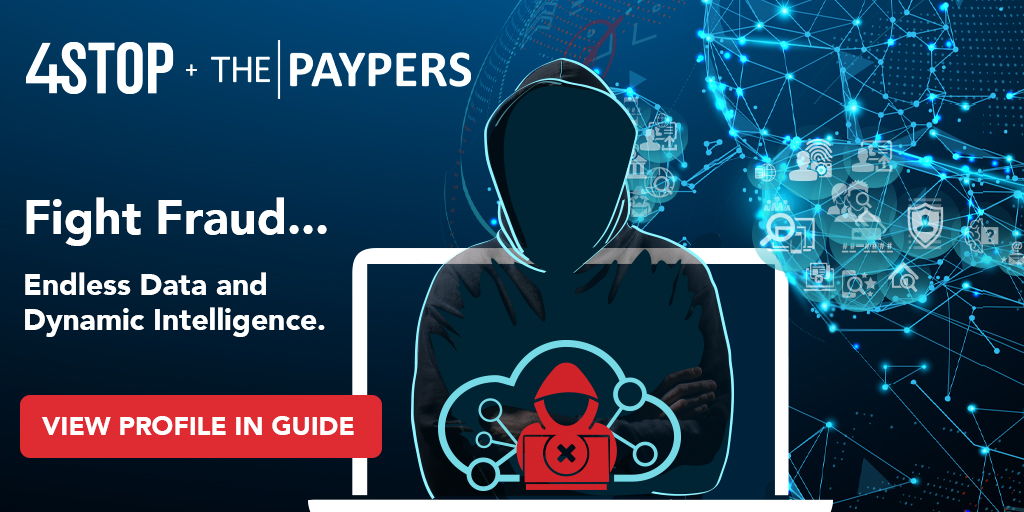 4STOP + THE | PAYPERS
Fight Fraud...
Endless Data and
Dynamic Intelligence.
VIEW PROFILE IN GUIDE